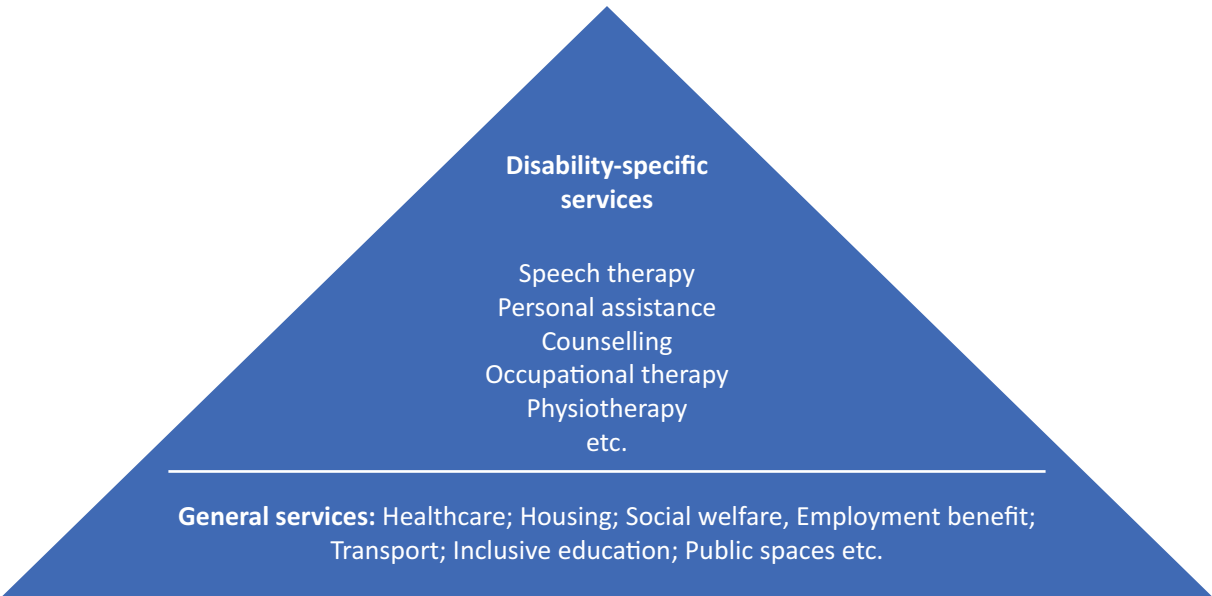 Disability-specific
services
Speech therapy
Personal assistance
Counselling
Occupational therapy
Physiotherapy
etc.
General services: Healthcare; Housing; Social welfare, Employment benefit;
Transport; Inclusive education; Public spaces etc.